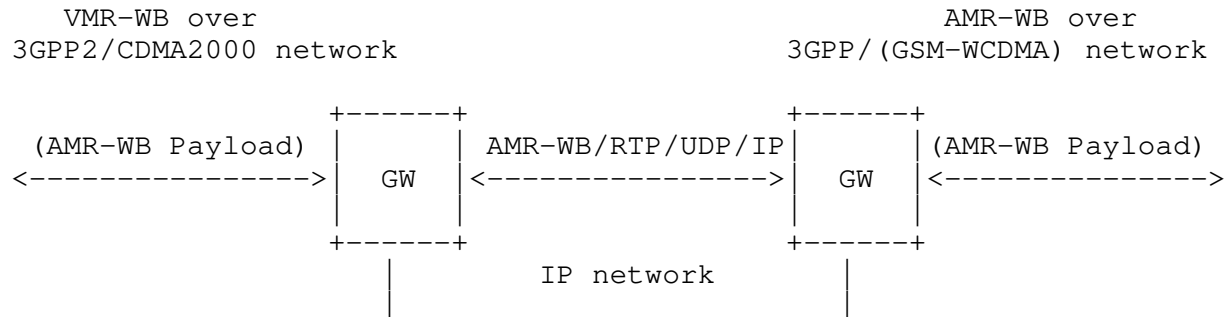 VMR-WB over                                         AMR-WB over
3GPP2/CDMA2000 network                            3GPP/(GSM-WCDMA) network

                      +------+                    +------+
 (AMR-WB Payload)     |      | AMR-WB/RTP/UDP/IP  |      |(AMR-WB Payload)
<-------------------->|  GW  |<------------------>|  GW  |<--------------->
                      |      |                    |      |
                      +------+                    +------+
                         |        IP network         |
                         |                           |